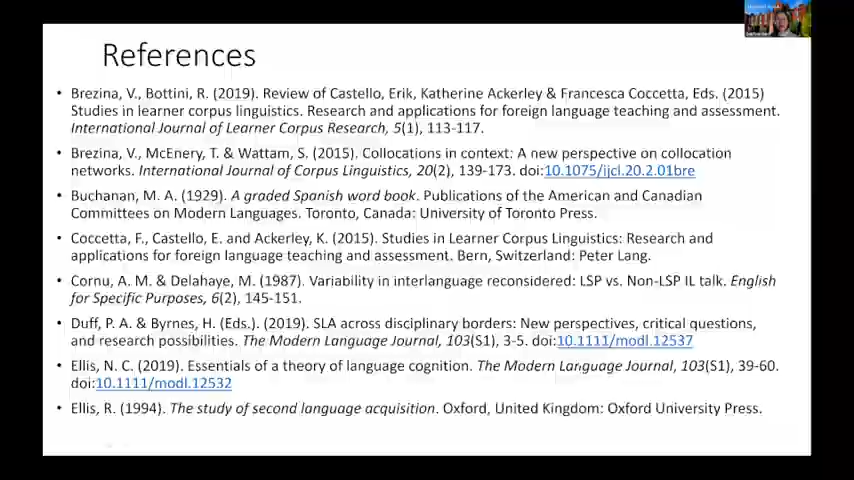 References
• Brezina, V., Bottini, R. (2019). Review of Castello, Erik, Katherine Ackerley & Francesca Coccetta, Eds. (2015)
Studies in learner corpus linguistics. Research and applications for foreign language teaching and assessment.
International Journal of Learner Corpus Research, 5(1), 113-117.
• Brezina, V., McEnery, T. & Wattam, S. (2015). Collocations in context: A new perspective on collocation
networks. International Journal of Corpus Linguistics, 20(2), 139-173. doi:10.1075/ijcl.20.2.01bre
• Buchanan, M. A. (1929). A graded Spanish word book. Publications of the American and Canadian
Committees on Modern Languages. Toronto, Canada: University of Toronto Press.
• Coccetta, F., Castello, E. and Ackerley, K. (2015). Studies in Learner Corpus Linguistics: Research and
applications for foreign language teaching and assessment. Bern, Switzerland: Peter Lang.
• Cornu, A. M. & Delahaye, M. (1987). Variability in interlanguage reconsidered: LSP vs. Non-LSP IL talk. English
for Specific Purposes, 6(2), 145-151.
• Duff, P. A. & Byrnes, H. (Eds.). (2019). SLA across disciplinary borders: New perspectives, critical questions,
and research possibilities. The Modern Language Journal, 103(S1), 3-5. doi:10.1111/modl.12537
• Ellis, N. C. (2019). Essentials of a theory of language cognition. The Modern Language Journal, 103(S1), 39-60.
doi:10.1111/modl.12532
• Ellis, R. (1994). The study of second language acquisition. Oxford, United Kingdom: Oxford University Press.